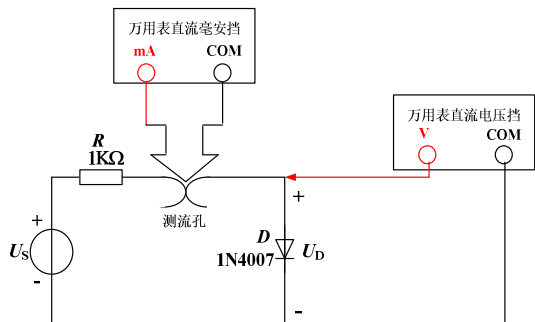 万用表直流毫安挡
mA COM
万用表直流电压挡
V COM
R
1KΩ
测流孔
+
US
-
+
D
1N4007
UD
-